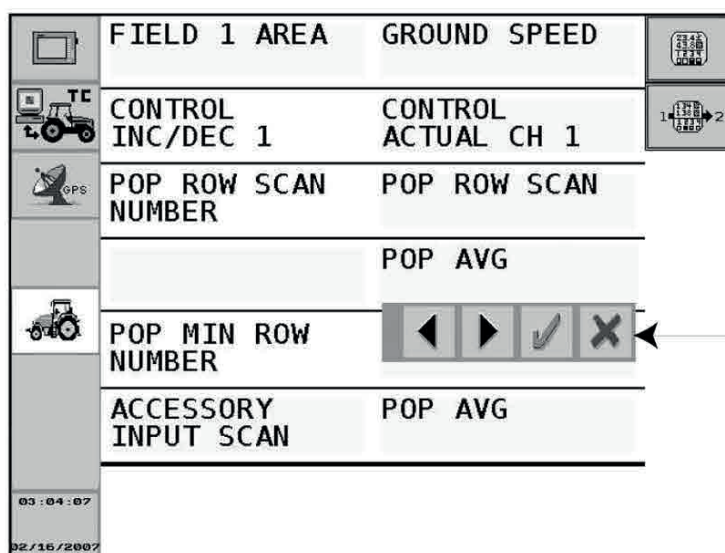 FIELD 1 AREA GROUND SPEED
TC
CONTROL INC/DEC 1
CONTROL ACTUAL CH 1
1 2
GPS
POP ROW SCAN NUMBER
POP ROW SCAN
POP AVG
POP MIN ROW NUMBER
ACCESSORY INPUT SCAN
POP AVG
03:04:07
02/16/2007